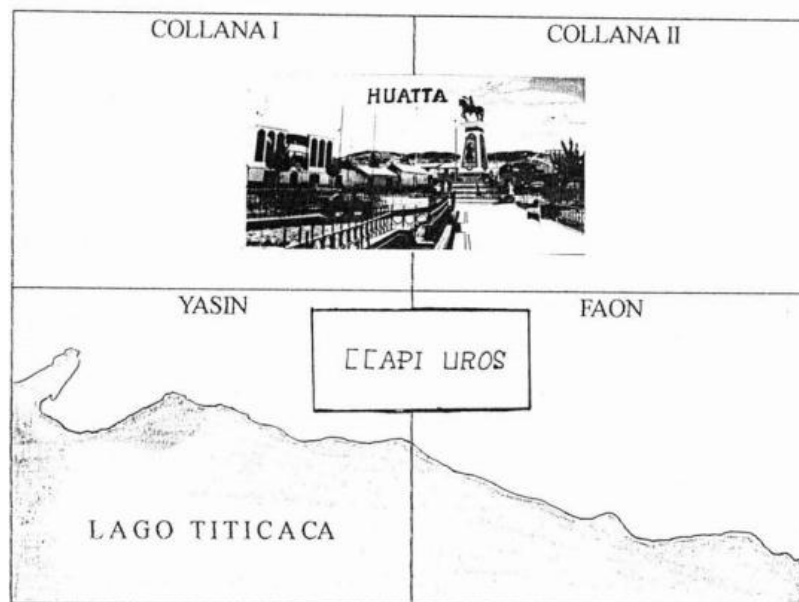 COLLANA I
COLLANA II
HUATTA
YASIN
FAON
CCAPI UROS
LAGO TITICACA